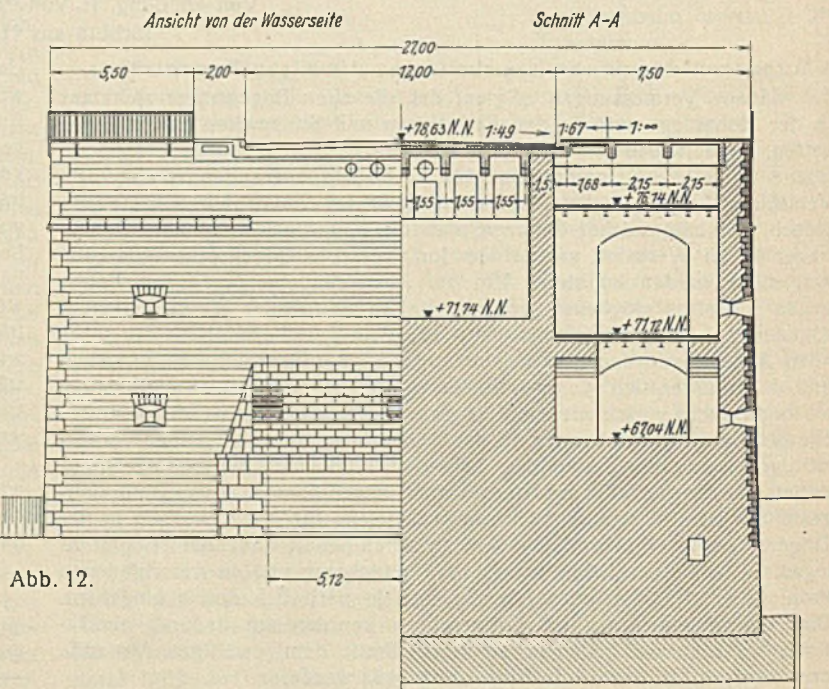 Ansicht von der Wasserseite
Schnitt A-A
27,00
5,50 2,00 12,00 7,50
+78,63 N.N. 1:49 1:67 1:∞
1,55 1,55 1,55 1,5 1,68 2,15 2,15
+76,14 N.N.
+71,74 N.N.
+71,12 N.N.
+67,04 N.N.
5,12
Abb. 12.